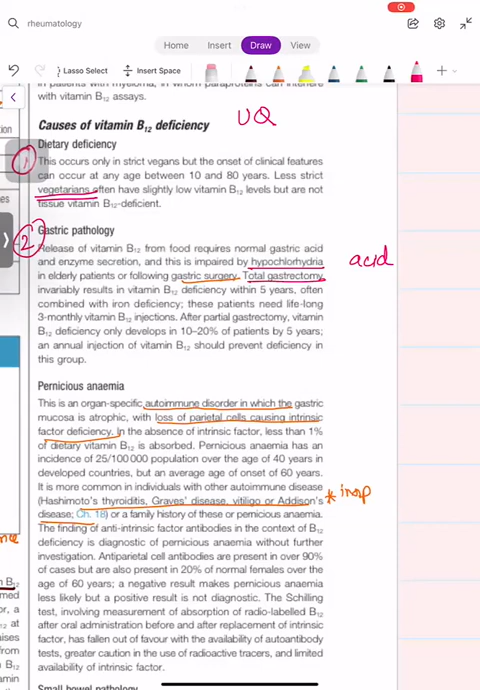 rheumatology
Home Insert Draw View
Lasso Select Insert Space
with vitamin B12 assays.
Causes of vitamin B12 deficiency
UQ
Dietary deficiency
1
This occurs only in strict vegans but the onset of clinical features
can occur at any age between 10 and 80 years. Less strict
vegetarians often have slightly low vitamin B12 levels but are not
tissue vitamin B12-deficient.
2
Gastric pathology
Release of vitamin B12 from food requires normal gastric acid
and enzyme secretion, and this is impaired by hypochlorhydria
acid
in elderly patients or following gastric surgery. Total gastrectomy
invariably results in vitamin B12 deficiency within 5 years, often
combined with iron deficiency; these patients need life-long
3-monthly vitamin B12 injections. After partial gastrectomy, vitamin
B12 deficiency only develops in 10–20% of patients by 5 years;
an annual injection of vitamin B12 should prevent deficiency in
this group.
Pernicious anaemia
This is an organ-specific autoimmune disorder in which the gastric
mucosa is atrophic, with loss of parietal cells causing intrinsic
factor deficiency. In the absence of intrinsic factor, less than 1%
of dietary vitamin B12 is absorbed. Pernicious anaemia has an
incidence of 25/100 000 population over the age of 40 years in
developed countries, but an average age of onset of 60 years.
It is more common in individuals with other autoimmune disease
(Hashimoto's thyroiditis, Graves' disease, vitiligo or Addison's
disease; Ch. 18) or a family history of these or pernicious anaemia.
The finding of anti-intrinsic factor antibodies in the context of B12
deficiency is diagnostic of pernicious anaemia without further
investigation. Antiparietal cell antibodies are present in over 90%
of cases but are also present in 20% of normal females over the
age of 60 years; a negative result makes pernicious anaemia
less likely but a positive result is not diagnostic. The Schilling
test, involving measurement of absorption of radio-labelled B12
after oral administration before and after replacement of intrinsic
factor, has fallen out of favour with the availability of autoantibody
tests, greater caution in the use of radioactive tracers, and limited
availability of intrinsic factor.
Small bowel pathology